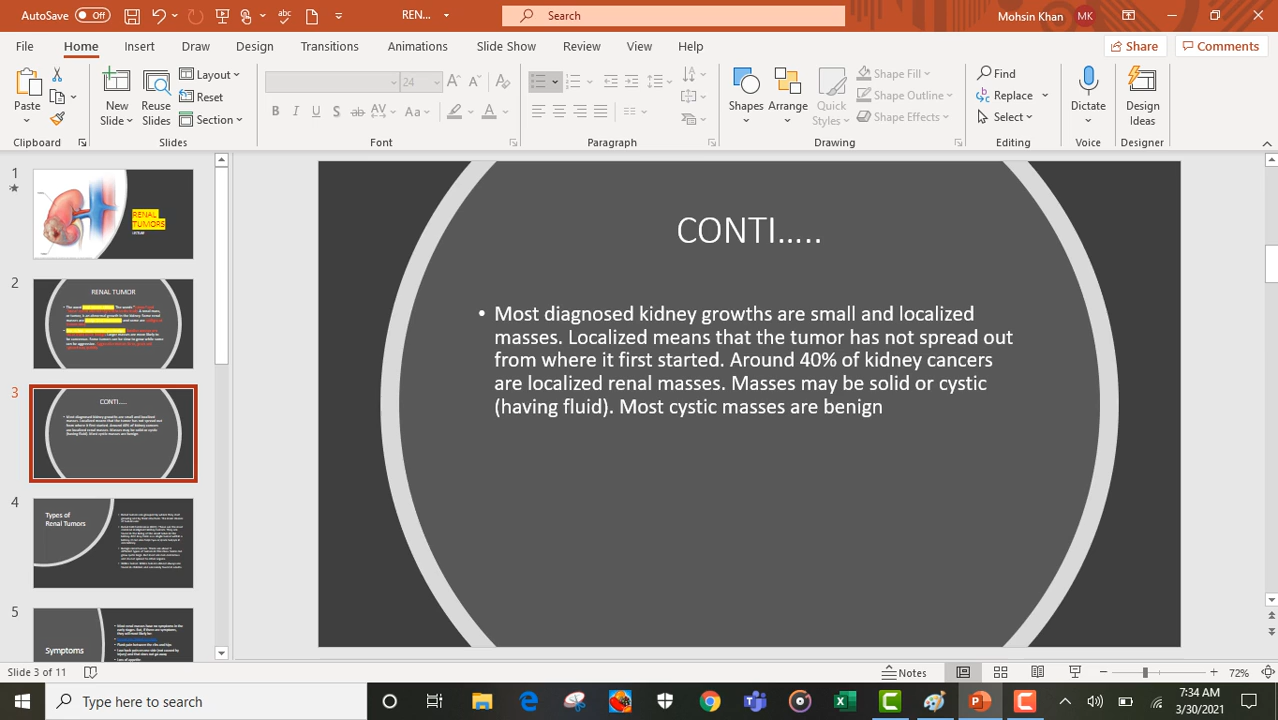 AutoSave Off REN... Search Mohsin Khan MK
File Home Insert Draw Design Transitions Animations Slide Show Review View Help Share Comments
Paste New Slide Reuse Slides Layout Reset Section
24
B I U S ab AV Aa A
Shapes Arrange Quick Styles Shape Fill Shape Outline Shape Effects
Find Replace Select
Dictate Design Ideas
Clipboard Slides Font Paragraph Drawing Editing Voice Designer
1
RENAL
TUMORS
2
RENAL TUMOR
3
CONTI.....
4
Types of
Renal Tumors
5
Symptoms
CONTI.....
• Most diagnosed kidney growths are small and localized
masses. Localized means that the tumor has not spread out
from where it first started. Around 40% of kidney cancers
are localized renal masses. Masses may be solid or cystic
(having fluid). Most cystic masses are benign
Slide 3 of 11 Notes 72%
Type here to search 7:34 AM
3/30/2021